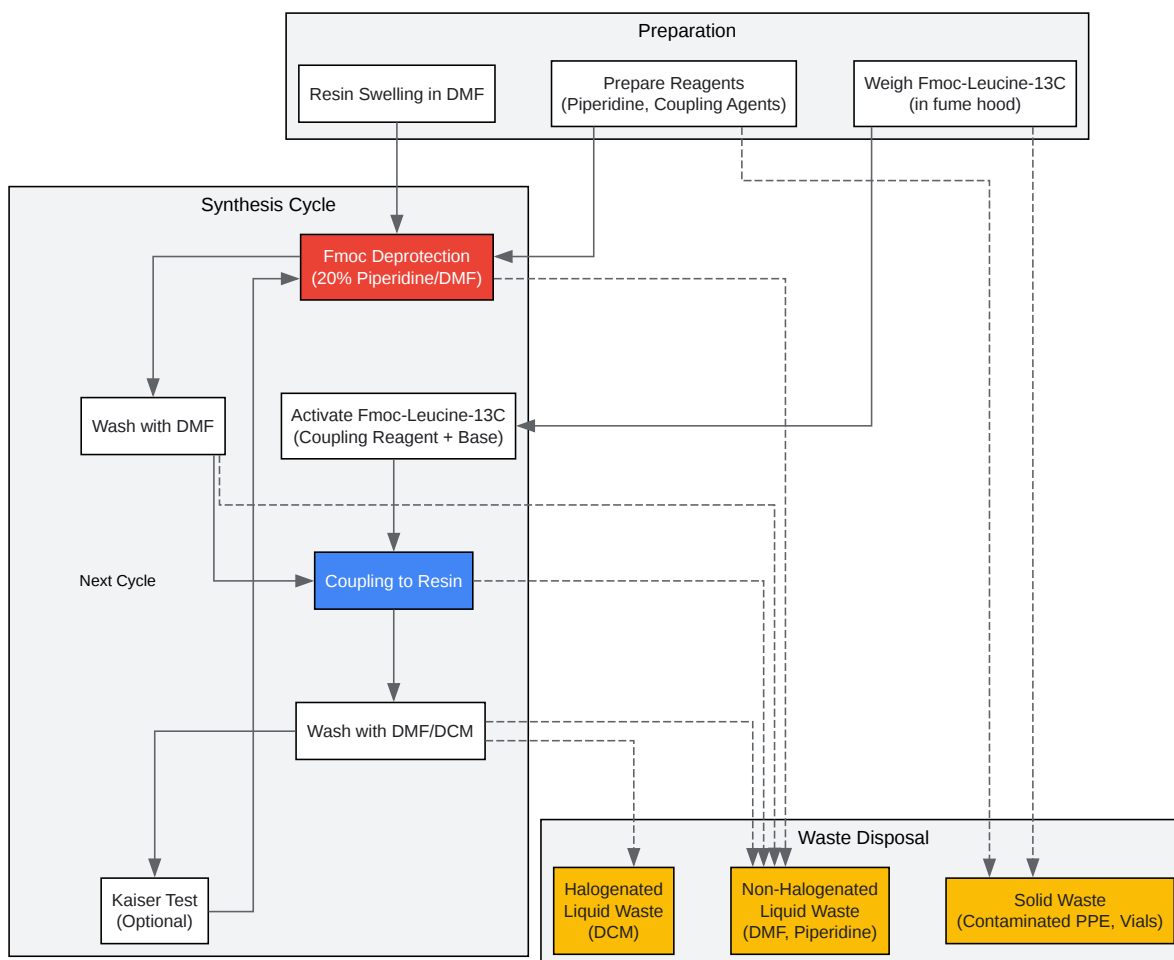 Preparation
Resin Swelling in DMF
Prepare Reagents
(Piperidine, Coupling Agents)
Weigh Fmoc-Leucine-13C
(in fume hood)
Synthesis Cycle
Fmoc Deprotection
(20% Piperidine/DMF)
Wash with DMF
Activate Fmoc-Leucine-13C
(Coupling Reagent + Base)
Next Cycle
Coupling to Resin
Wash with DMF/DCM
Kaiser Test
(Optional)
Waste Disposal
Halogenated
Liquid Waste
(DCM)
Non-Halogenated
Liquid Waste
(DMF, Piperidine)
Solid Waste
(Contaminated PPE, Vials)